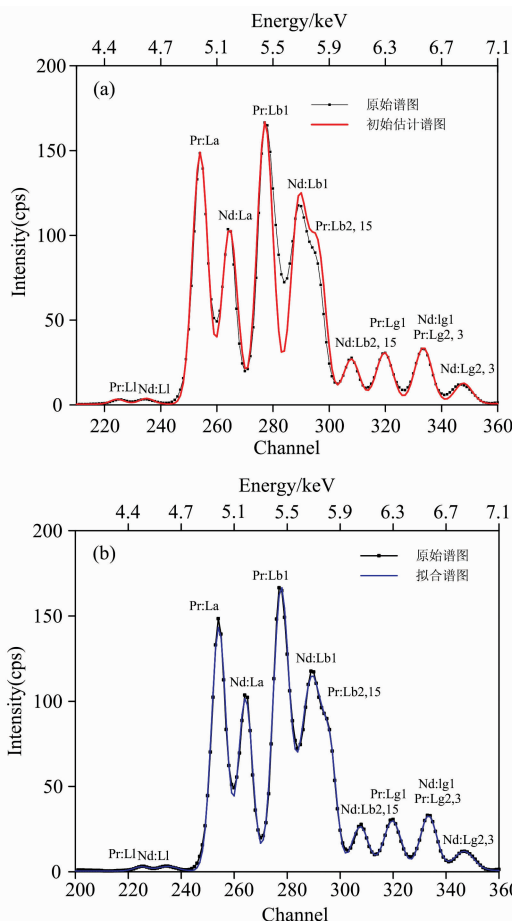 Energy/keV
4.4 4.7 5.1 5.5 5.9 6.3 6.7 7.1
200
(a)
原始谱图
初始估计谱图
Pr:Lb1
Pr:La
150
Nd:Lb1
Nd:La
Pr:Lb2, 15
100
Intensity(cps)
50
Nd:lg1
Pr:Lg1
Pr:Lg2, 3
Nd:Lb2, 15
Nd:Lg2, 3
Pr:Ll
Nd:Ll
0
220 240 260 280 300 320 340 360
Channel
Energy/keV
4.4 4.7 5.1 5.5 5.9 6.3 6.7 7.1
200
(b)
原始谱图
拟合谱图
Pr:Lb1
Pr:La
150
Nd:Lb1
Nd:La
Pr:Lb2,15
100
Intensity(cps)
50
Nd:lg1
Pr:Lg1
Pr:Lg2,3
Nd:Lb2,15
Nd:Lg2,3
Pr:Ll
Nd:Ll
0
200 220 240 260 280 300 320 340 360
Channel